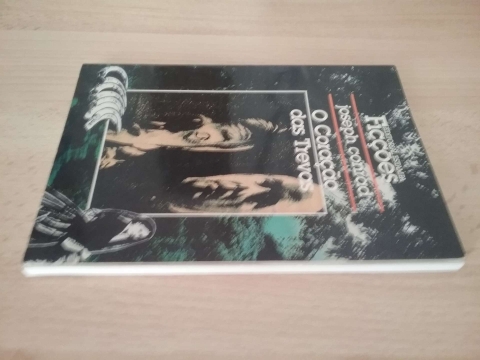 Ficções
joseph conrad
O Coração
das Trevas